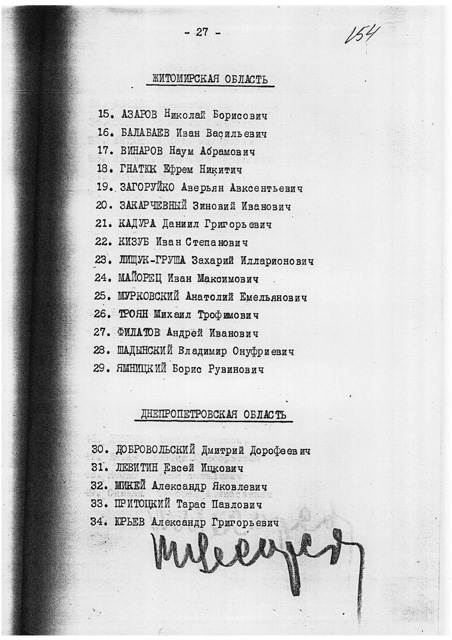 - 27 -
154
ЖИТОМИРСКАЯ ОБЛАСТЬ
15. АЗАРОВ Николай Борисович
16. БАЛАБАЕВ Иван Васильевич
17. ВИНАРОВ Наум Абрамович
18. ГНАТЮК Ефрем Никитич
19. ЗАГОРУЙКО Аверьян Авксентьевич
20. ЗАКАРЧЕВНЫЙ Зиновий Иванович
21. КАДУРА Даниил Григорьевич
22. КИЗУБ Иван Степанович
23. ЛИЩУК-ГРУША Захарий Илларионович
24. МАЙОРЕЦ Иван Максимович
25. МУРКОВСКИЙ Анатолий Емельянович
26. ТРОЯН Михаил Трофимович
27. ФИЛАТОВ Андрей Иванович
28. ШАДЫНСКИЙ Владимир Онуфриевич
29. ЯМНИЦКИЙ Борис Рувинович
ДНЕПРОПЕТРОВСКАЯ ОБЛАСТЬ
30. ДОБРОВОЛЬСКИЙ Дмитрий Дорофеевич
31. ЛЕВИТИН Евсей Ицкович
32. МИКЕЙ Александр Яковлевич
33. ПРИТОЦКИЙ Тарас Павлович
34. ЮРЬЕВ Александр Григорьевич